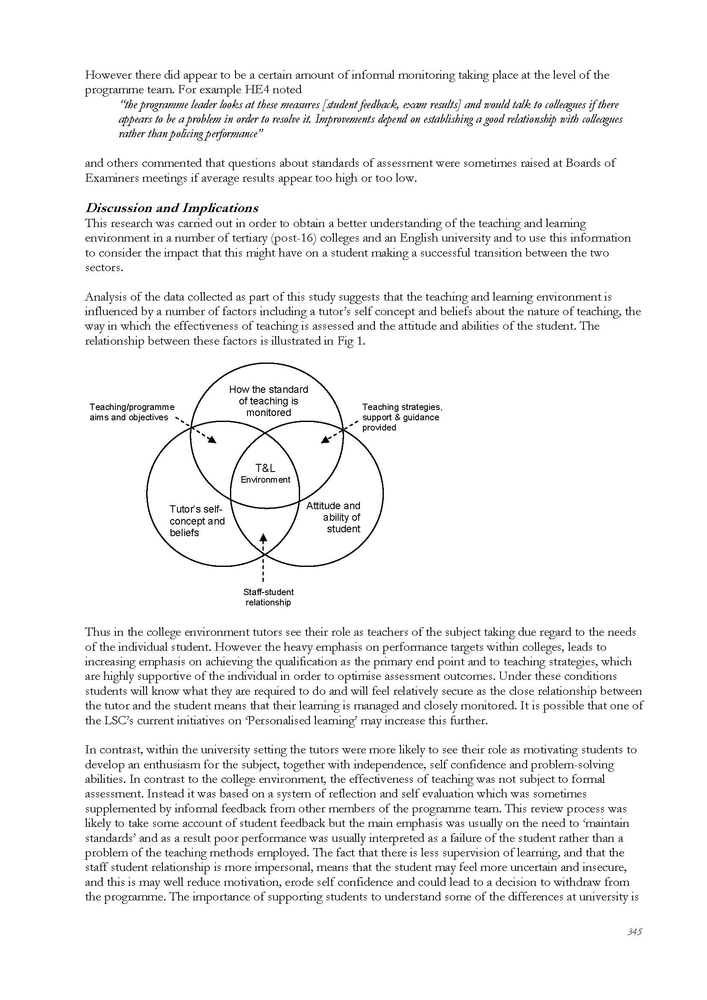 However there did appear to be a certain amount of informal monitoring taking place at the level of the
programme team. For example HE4 noted
“the programme leader looks at these measures [student feedback, exam results] and would talk to colleagues if there
appears to be a problem in order to resolve it. Improvements depend on establishing a good relationship with colleagues
rather than policing performance”
and others commented that questions about standards of assessment were sometimes raised at Boards of
Examiners meetings if average results appear too high or too low.
Discussion and Implications
This research was carried out in order to obtain a better understanding of the teaching and learning
environment in a number of tertiary (post-16) colleges and an English university and to use this information
to consider the impact that this might have on a student making a successful transition between the two
sectors.
Analysis of the data collected as part of this study suggests that the teaching and learning environment is
influenced by a number of factors including a tutor’s self concept and beliefs about the nature of teaching, the
way in which the effectiveness of teaching is assessed and the attitude and abilities of the student. The
relationship between these factors is illustrated in Fig 1.
How the standard
of teaching is
monitored
Teaching/programme
aims and objectives
Teaching strategies,
support & guidance
provided
T&L
Environment
Tutor’s self-
concept and
beliefs
Attitude and
ability of
student
Staff-student
relationship
Thus in the college environment tutors see their role as teachers of the subject taking due regard to the needs
of the individual student. However the heavy emphasis on performance targets within colleges, leads to
increasing emphasis on achieving the qualification as the primary end point and to teaching strategies, which
are highly supportive of the individual in order to optimise assessment outcomes. Under these conditions
students will know what they are required to do and will feel relatively secure as the close relationship between
the tutor and the student means that their learning is managed and closely monitored. It is possible that one of
the LSC’s current initiatives on ‘Personalised learning’ may increase this further.
In contrast, within the university setting the tutors were more likely to see their role as motivating students to
develop an enthusiasm for the subject, together with independence, self confidence and problem-solving
abilities. In contrast to the college environment, the effectiveness of teaching was not subject to formal
assessment. Instead it was based on a system of reflection and self evaluation which was sometimes
supplemented by informal feedback from other members of the programme team. This review process was
likely to take some account of student feedback but the main emphasis was usually on the need to ‘maintain
standards’ and as a result poor performance was usually interpreted as a failure of the student rather than a
problem of the teaching methods employed. The fact that there is less supervision of learning, and that the
staff student relationship is more impersonal, means that the student may feel more uncertain and insecure,
and this is may well reduce motivation, erode self confidence and could lead to a decision to withdraw from
the programme. The importance of supporting students to understand some of the differences at university is
345